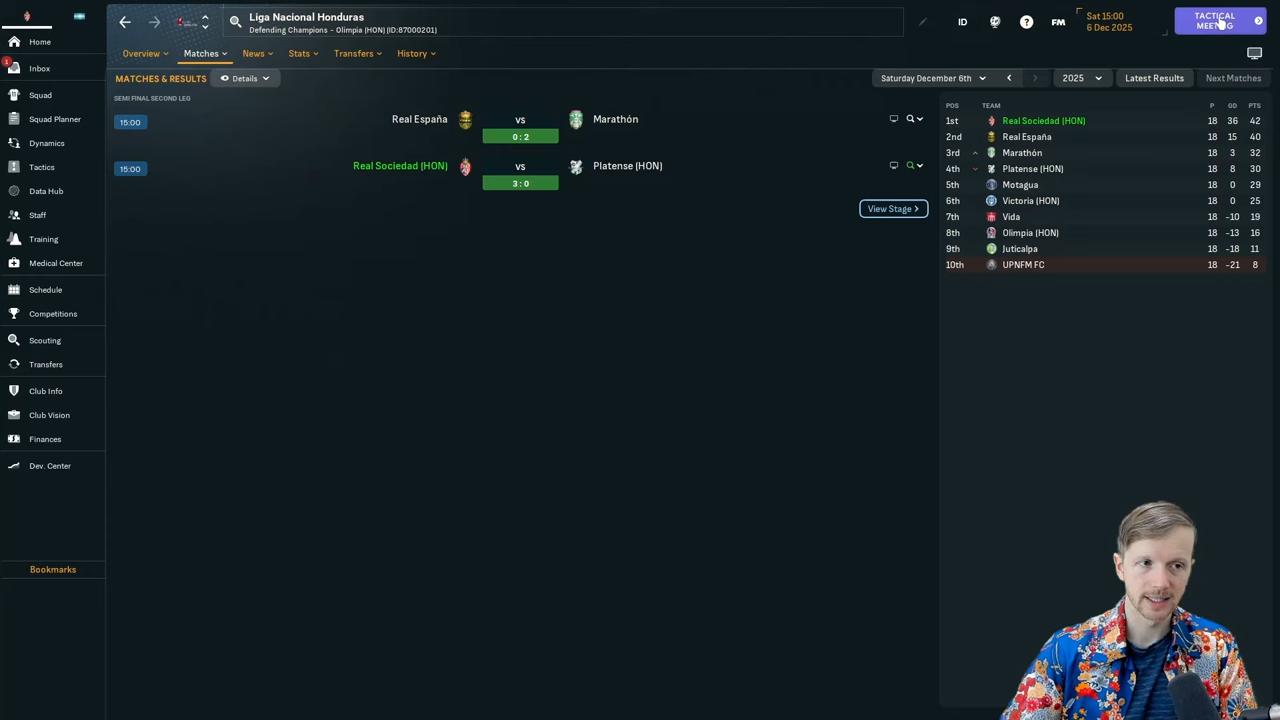 Liga Nacional Honduras
Defending Champions - Olimpia (HON) (ID:87000201)
ID
FM
Sat 15:00
6 Dec 2025
TACTICAL
MEETING
Home
1
Inbox
Squad
Squad Planner
Dynamics
Tactics
Data Hub
Staff
Training
Medical Center
Schedule
Competitions
Scouting
Transfers
Club Info
Club Vision
Finances
Dev. Center
Bookmarks
Overview
Matches
News
Stats
Transfers
History
MATCHES & RESULTS
Details
Saturday December 6th
2025
Latest Results
Next Matches
SEMI FINAL SECOND LEG
15:00 Real España vs Marathón
0 : 2
15:00 Real Sociedad (HON) vs Platense (HON)
3 : 0
View Stage >
POS TEAM P GD PTS
1st Real Sociedad (HON) 18 36 42
2nd Real España 18 15 40
3rd Marathón 18 3 32
4th Platense (HON) 18 8 30
5th Motagua 18 0 29
6th Victoria (HON) 18 0 25
7th Vida 18 -10 19
8th Olimpia (HON) 18 -13 16
9th Juticalpa 18 -18 11
10th UPNFM FC 18 -21 8